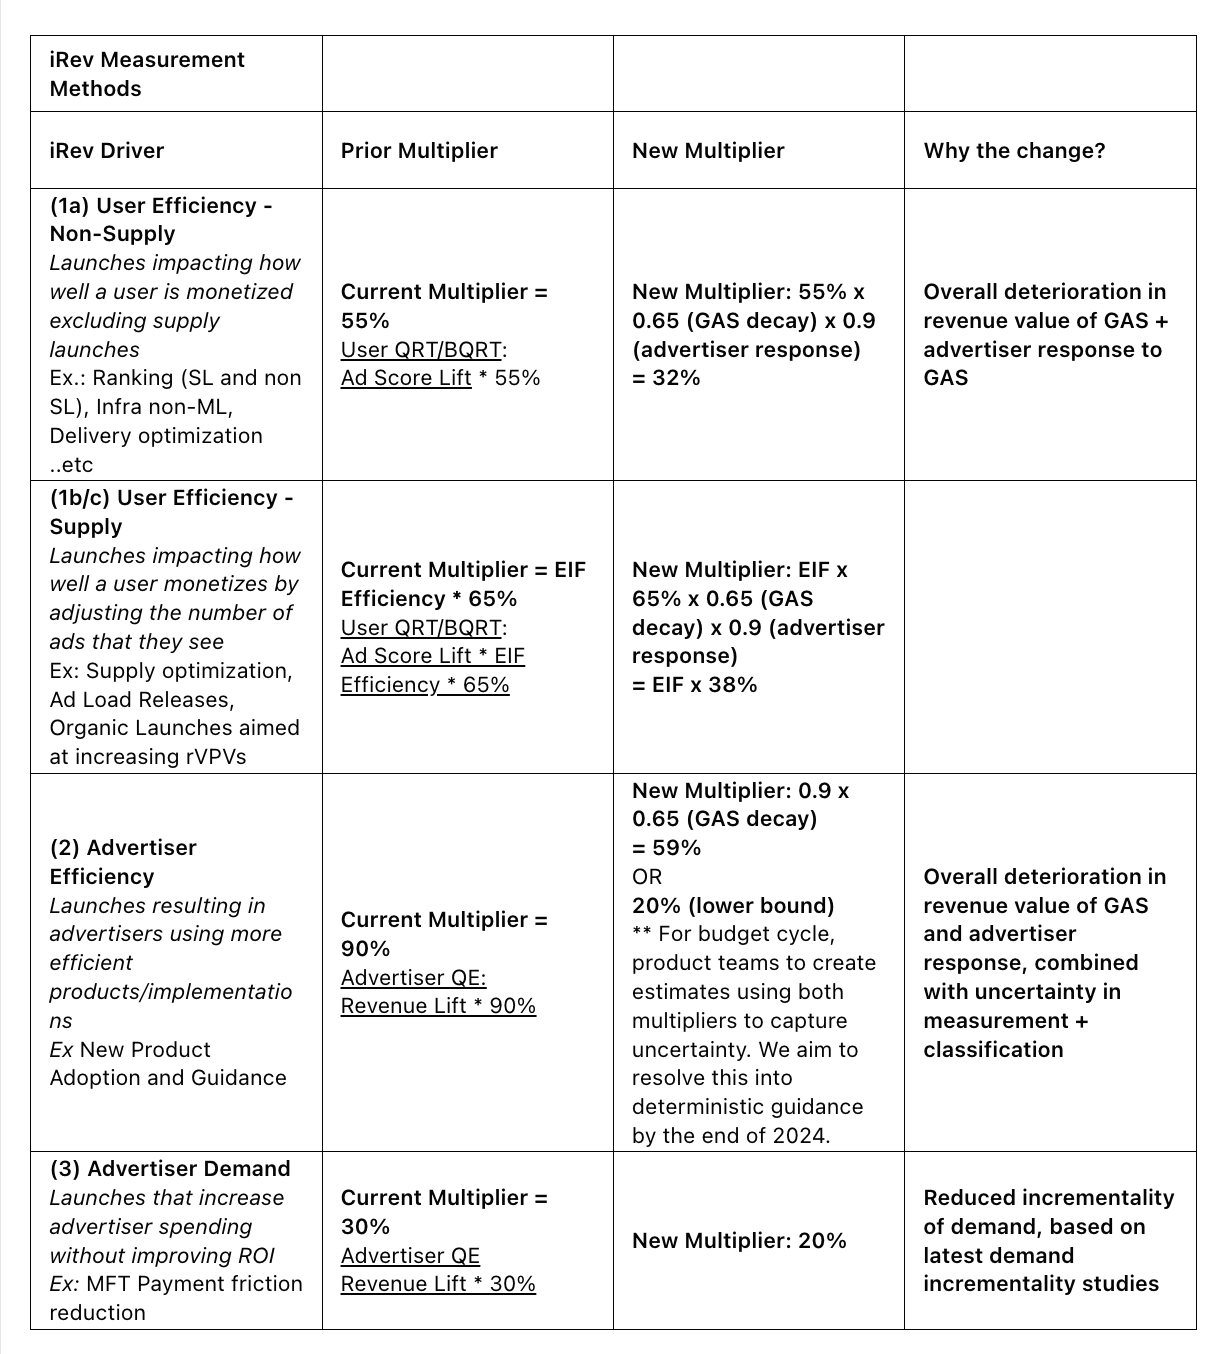 iRev Measurement
Methods
iRev Driver
Prior Multiplier
New Multiplier
Why the change?
(1a) User Efficiency -
Non-Supply
Launches impacting how
well a user is monetized
excluding supply
launches
Ex.: Ranking (SL and non
SL), Infra non-ML,
Delivery optimization
..etc
Current Multiplier =
55%
User QRT/BQRT:
Ad Score Lift * 55%
New Multiplier: 55% x
0.65 (GAS decay) x 0.9
(advertiser response)
= 32%
Overall deterioration in
revenue value of GAS +
advertiser response to
GAS
(1b/c) User Efficiency -
Supply
Launches impacting how
well a user monetizes by
adjusting the number of
ads that they see
Ex: Supply optimization,
Ad Load Releases,
Organic Launches aimed
at increasing rVPVs
Current Multiplier = EIF
Efficiency * 65%
User QRT/BQRT:
Ad Score Lift * EIF
Efficiency * 65%
New Multiplier: EIF x
65% x 0.65 (GAS
decay) x 0.9 (advertiser
response)
= EIF x 38%
(2) Advertiser
Efficiency
Launches resulting in
advertisers using more
efficient
products/implementatio
ns
Ex New Product
Adoption and Guidance
Current Multiplier =
90%
Advertiser QE:
Revenue Lift * 90%
New Multiplier: 0.9 x
0.65 (GAS decay)
= 59%
OR
20% (lower bound)
** For budget cycle,
product teams to create
estimates using both
multipliers to capture
uncertainty. We aim to
resolve this into
deterministic guidance
by the end of 2024.
Overall deterioration in
revenue value of GAS
and advertiser
response, combined
with uncertainty in
measurement +
classification
(3) Advertiser Demand
Launches that increase
advertiser spending
without improving ROI
Ex: MFT Payment friction
reduction
Current Multiplier =
30%
Advertiser QE
Revenue Lift * 30%
New Multiplier: 20%
Reduced incrementality
of demand, based on
latest demand
incrementality studies